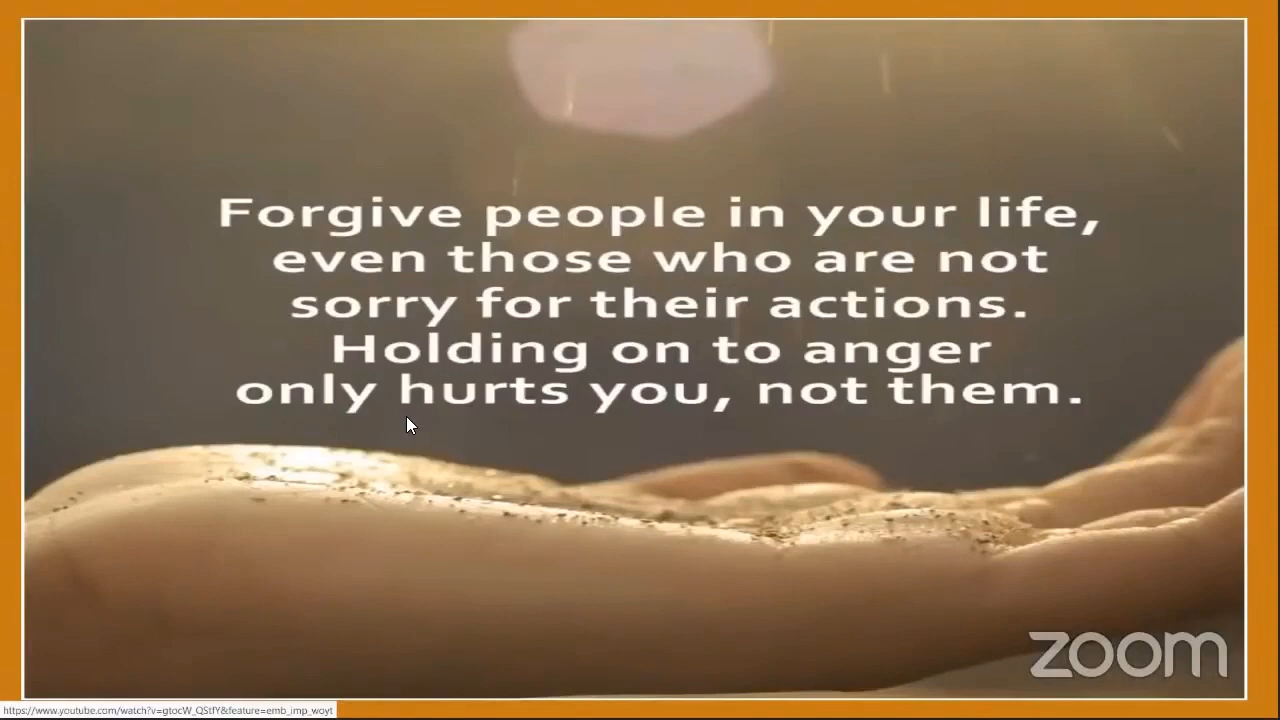 Forgive people in your life,
even those who are not
sorry for their actions.
Holding on to anger
only hurts you, not them.
zoom
https://www.youtube.com/watch?v=gtocW_QStfY&feature=emb_imp_woyt